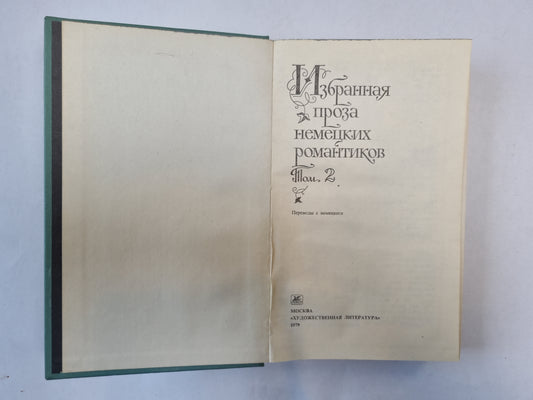 Избранная
проза
немецких
романтиков
Том 2
Переводы с немецкого
МОСКВА
«ХУДОЖЕСТВЕННАЯ ЛИТЕРАТУРА»
1979